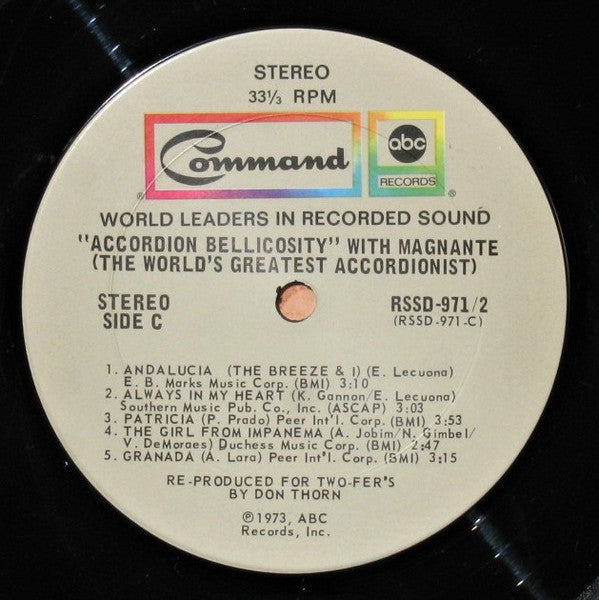 STEREO
33⅓ RPM
Command
abc
RECORDS
®
®
WORLD LEADERS IN RECORDED SOUND
"ACCORDION BELLICOSITY" WITH MAGNANTE
(THE WORLD'S GREATEST ACCORDIONIST)
STEREO
SIDE C
RSSD-971/2
(RSSD-971-C)
1. ANDALUCIA (THE BREEZE & I) (E. Lecuona)
E. B. Marks Music Corp. (BMI) 3:10
2. ALWAYS IN MY HEART (K. Gannon/E. Lecuona)
Southern Music Pub. Co., Inc. (ASCAP) 3:03
3. PATRICIA (P. Prado) Peer Int'l. Corp. (BMI) 3:53
4. THE GIRL FROM IMPANEMA (A. Jobim/N. Gimbel/
V. DeMoraes) Duchess Music Corp. (BMI) 2:47
5. GRANADA (A. Lara) Peer Int'l. Corp. (BMI) 3:15
RE-PRODUCED FOR TWO-FER'S
BY DON THORN
℗1973, ABC
Records, Inc.